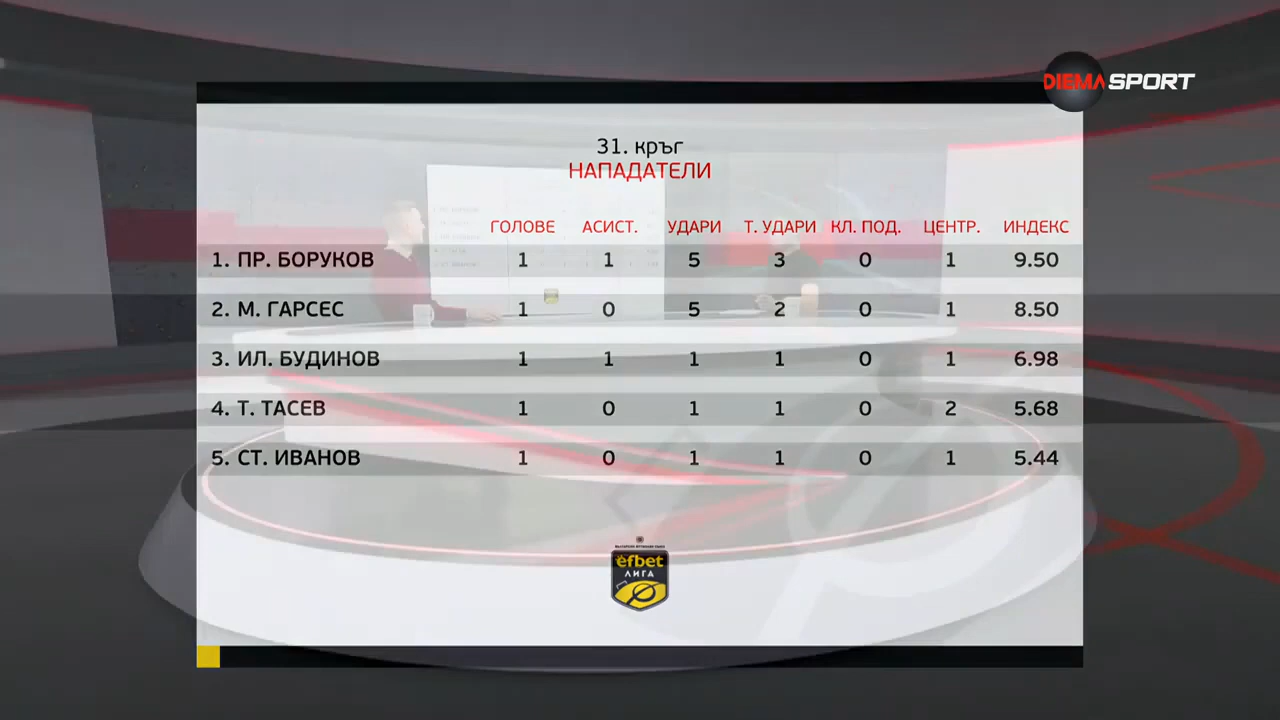 DIEMA SPORT
31. кръг
НАПАДАТЕЛИ
ГОЛОВЕ АСИСТ. УДАРИ Т. УДАРИ КЛ. ПОД. ЦЕНТР. ИНДЕКС
1. ПР. БОРУКОВ 1 1 5 3 0 1 9.50
2. М. ГАРСЕС 1 0 5 2 0 1 8.50
3. ИЛ. БУДИНОВ 1 1 1 1 0 1 6.98
4. Т. ТАСЕВ 1 0 1 1 0 2 5.68
5. СТ. ИВАНОВ 1 0 1 1 0 1 5.44
efbet
ЛИГА